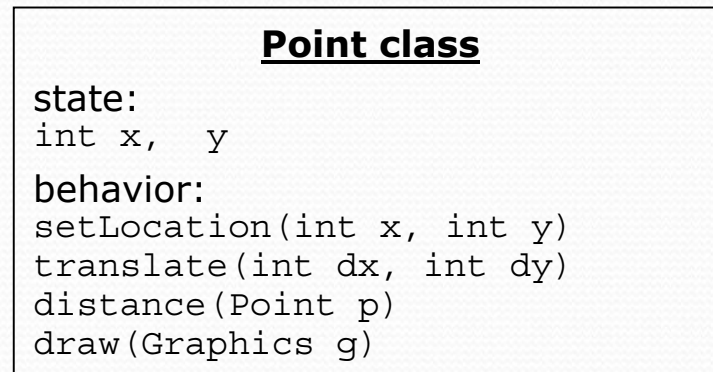 Point class
state:
int x,  y
behavior:
setLocation(int x, int y)
translate(int dx, int dy)
distance(Point p)
draw(Graphics g)